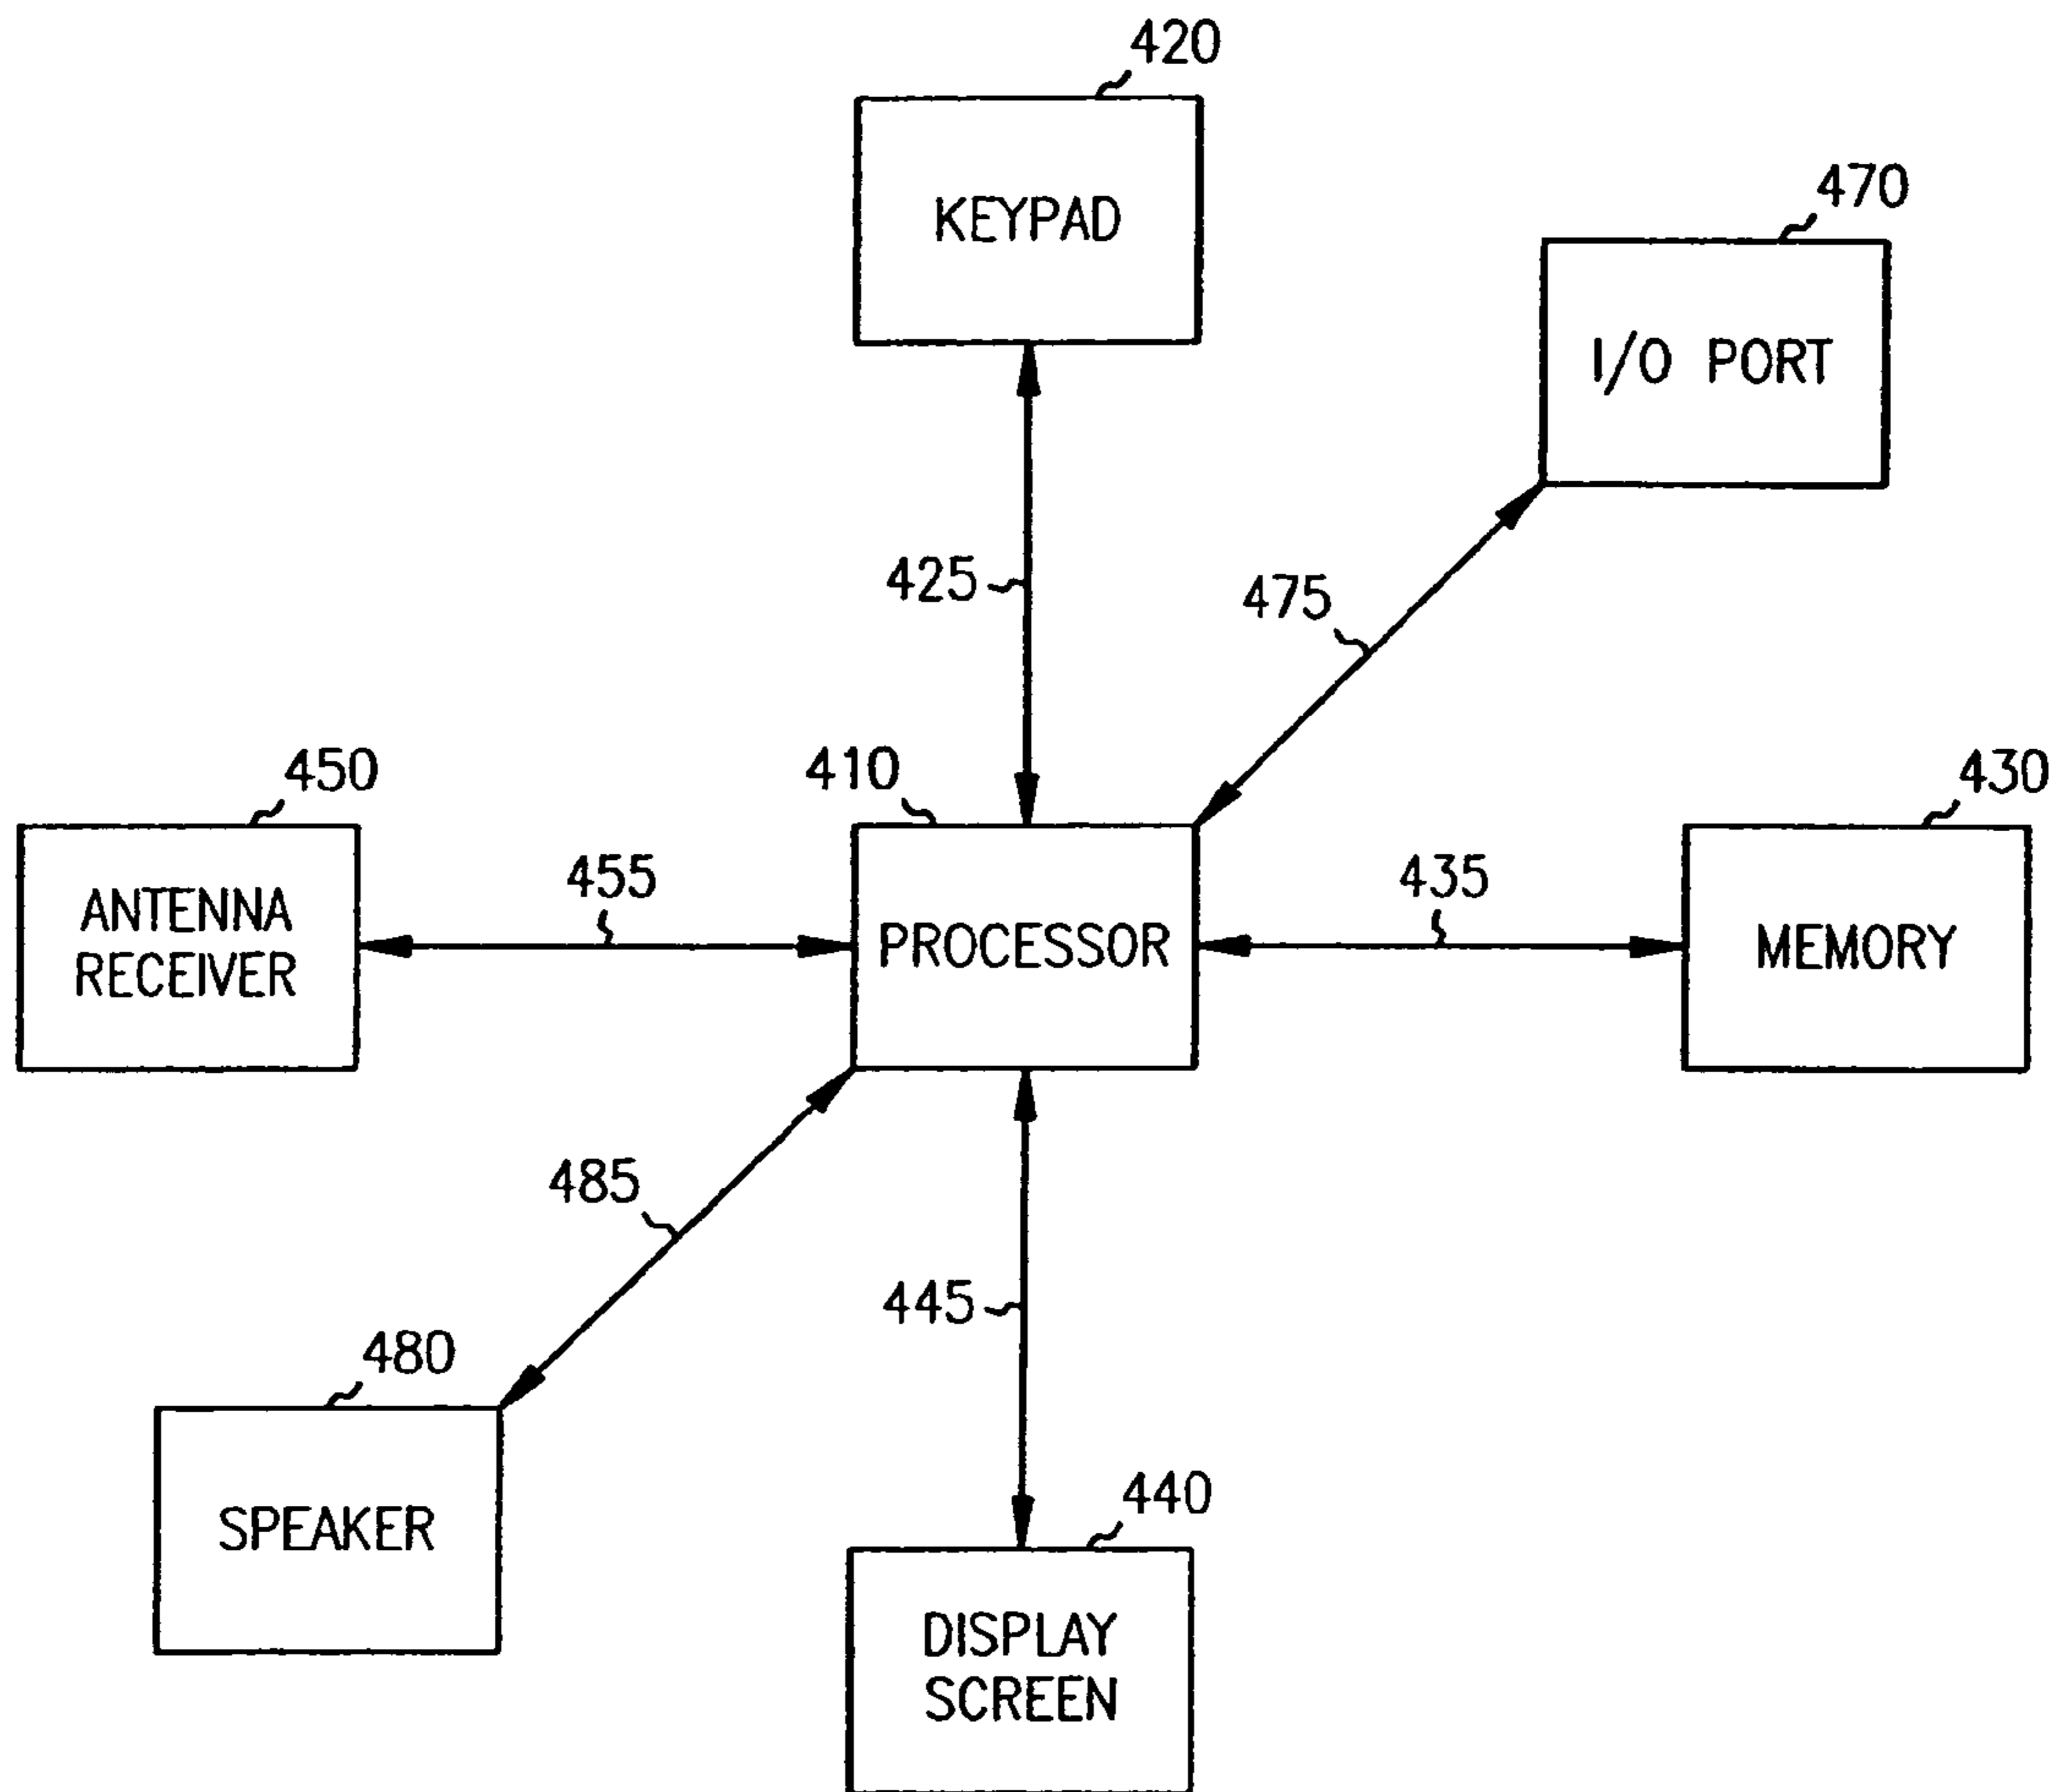 420
KEYPAD
470
I/O PORT
425
475
450
410
430
455
435
ANTENNA
RECEIVER
PROCESSOR
MEMORY
485
445
480
440
SPEAKER
DISPLAY
SCREEN